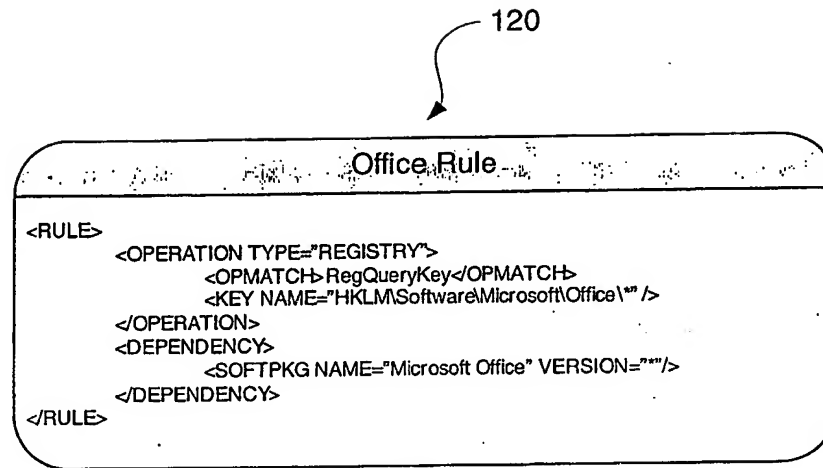 120
Office Rule
<RULE>
<OPERATION TYPE="REGISTRY">
<OPMATCH>RegQueryKey</OPMATCH>
<KEY NAME="HKLM\Software\Microsoft\Office\*" />
</OPERATION>
<DEPENDENCY>
<SOFTPKG NAME="Microsoft Office" VERSION="*"/>
</DEPENDENCY>
</RULE>